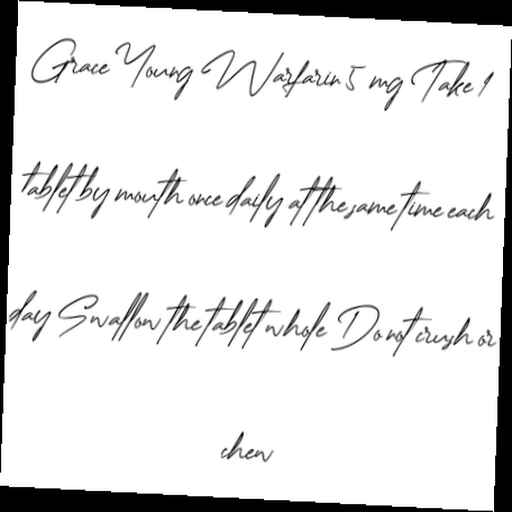 Grace Young Warfarin 5 mg Take 1
tablet by mouth once daily at the same time each
day Swallow the tablet whole Do not crush or
chew